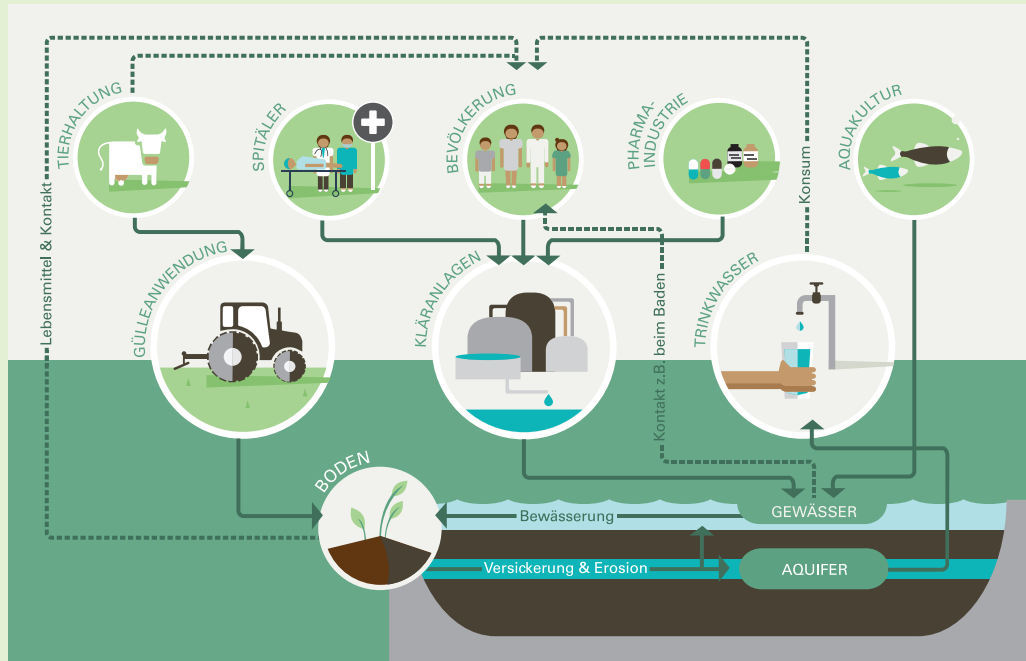 TIERHALTUNG
SPITÄLER
BEVÖLKERUNG
PHARMA-
INDUSTRIE
AQUAKULTUR
Lebensmittel & Kontakt
Konsum
GÜLLEANWENDUNG
KLÄRANLAGEN
Kontakt z.B. beim Baden
TRINKWASSER
BODEN
Bewässerung
GEWÄSSER
Versickerung & Erosion
AQUIFER